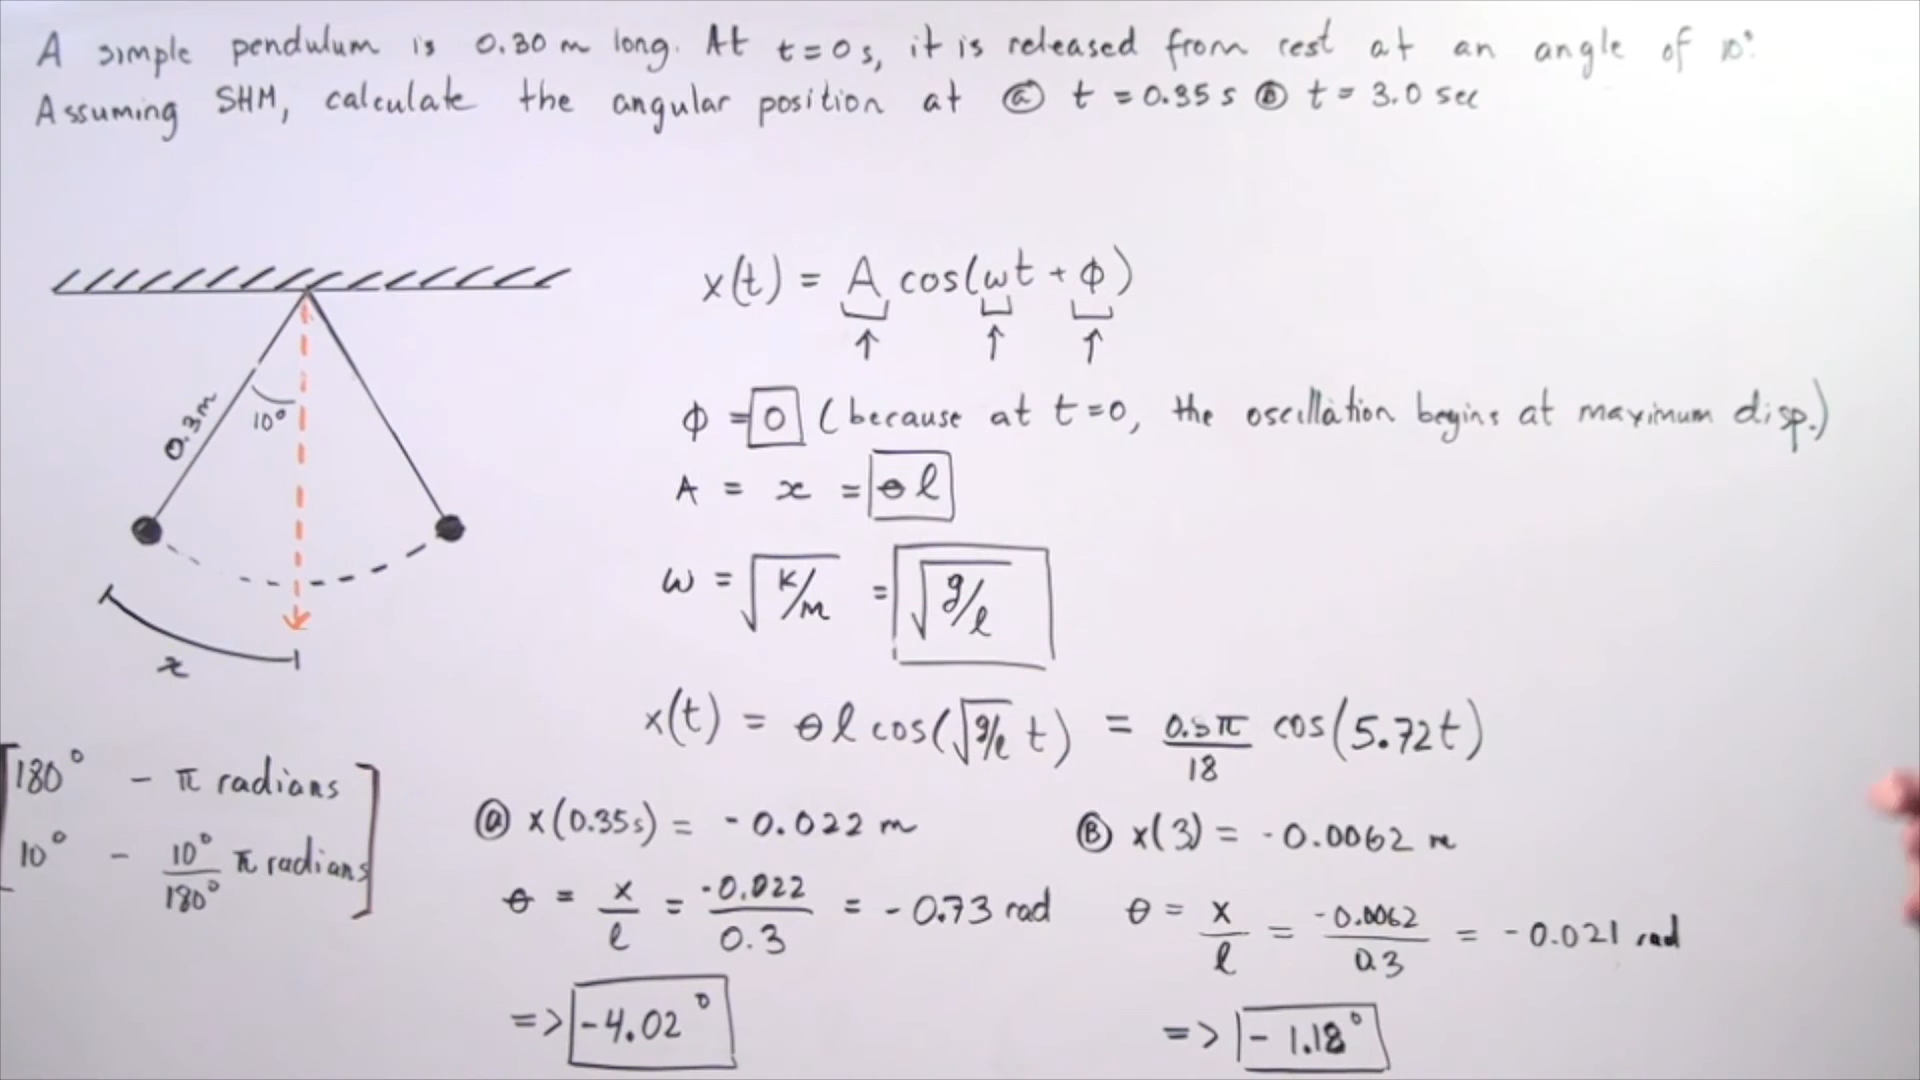 A simple pendulum is 0.30 m long. At t=0 s, it is released from rest at an angle of 10°.
Assuming SHM, calculate the angular position at ⓐ t = 0.35 s ⓑ t = 3.0 sec
0.3m
10°
x
x(t) = A cos(ωt + ϕ)
ϕ = 0 (because at t=0, the oscillation begins at maximum disp.)
A = x = θ l
ω = √k/m = √g/l
x(t) = θ l cos(√g/l t) = 0.3π/18 cos(5.72t)
180° - π radians
10° - 10°/180° π radians
ⓐ x(0.35s) = -0.022 m
θ = x/l = -0.022/0.3 = -0.73 rad
=> -4.02°
Ⓑ x(3) = -0.0062 m
θ = x/l = -0.0062/0.3 = -0.021 rad
=> -1.18°